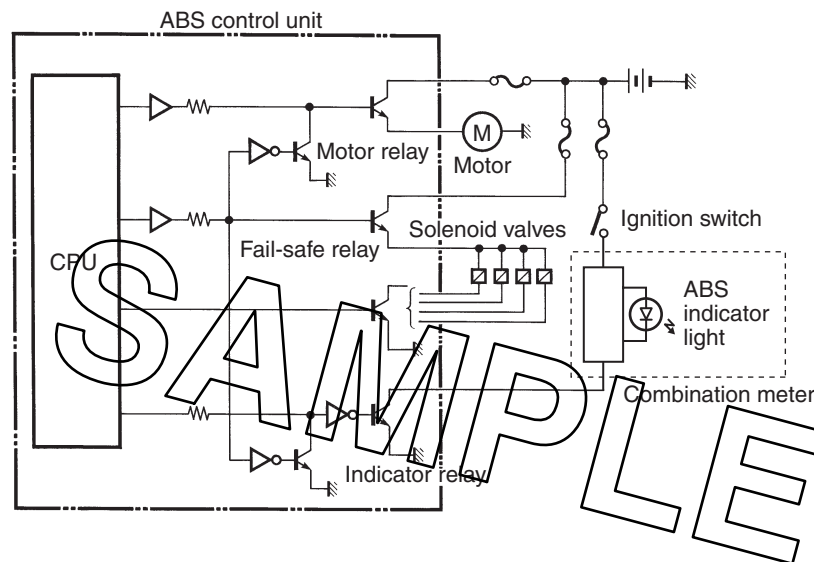 ABS control unit
M
Motor relay
Motor
Solenoid valves
Ignition switch
Fail-safe relay
CPU
ABS
indicator
light
Combination meter
Indicator relay
SAMPLE